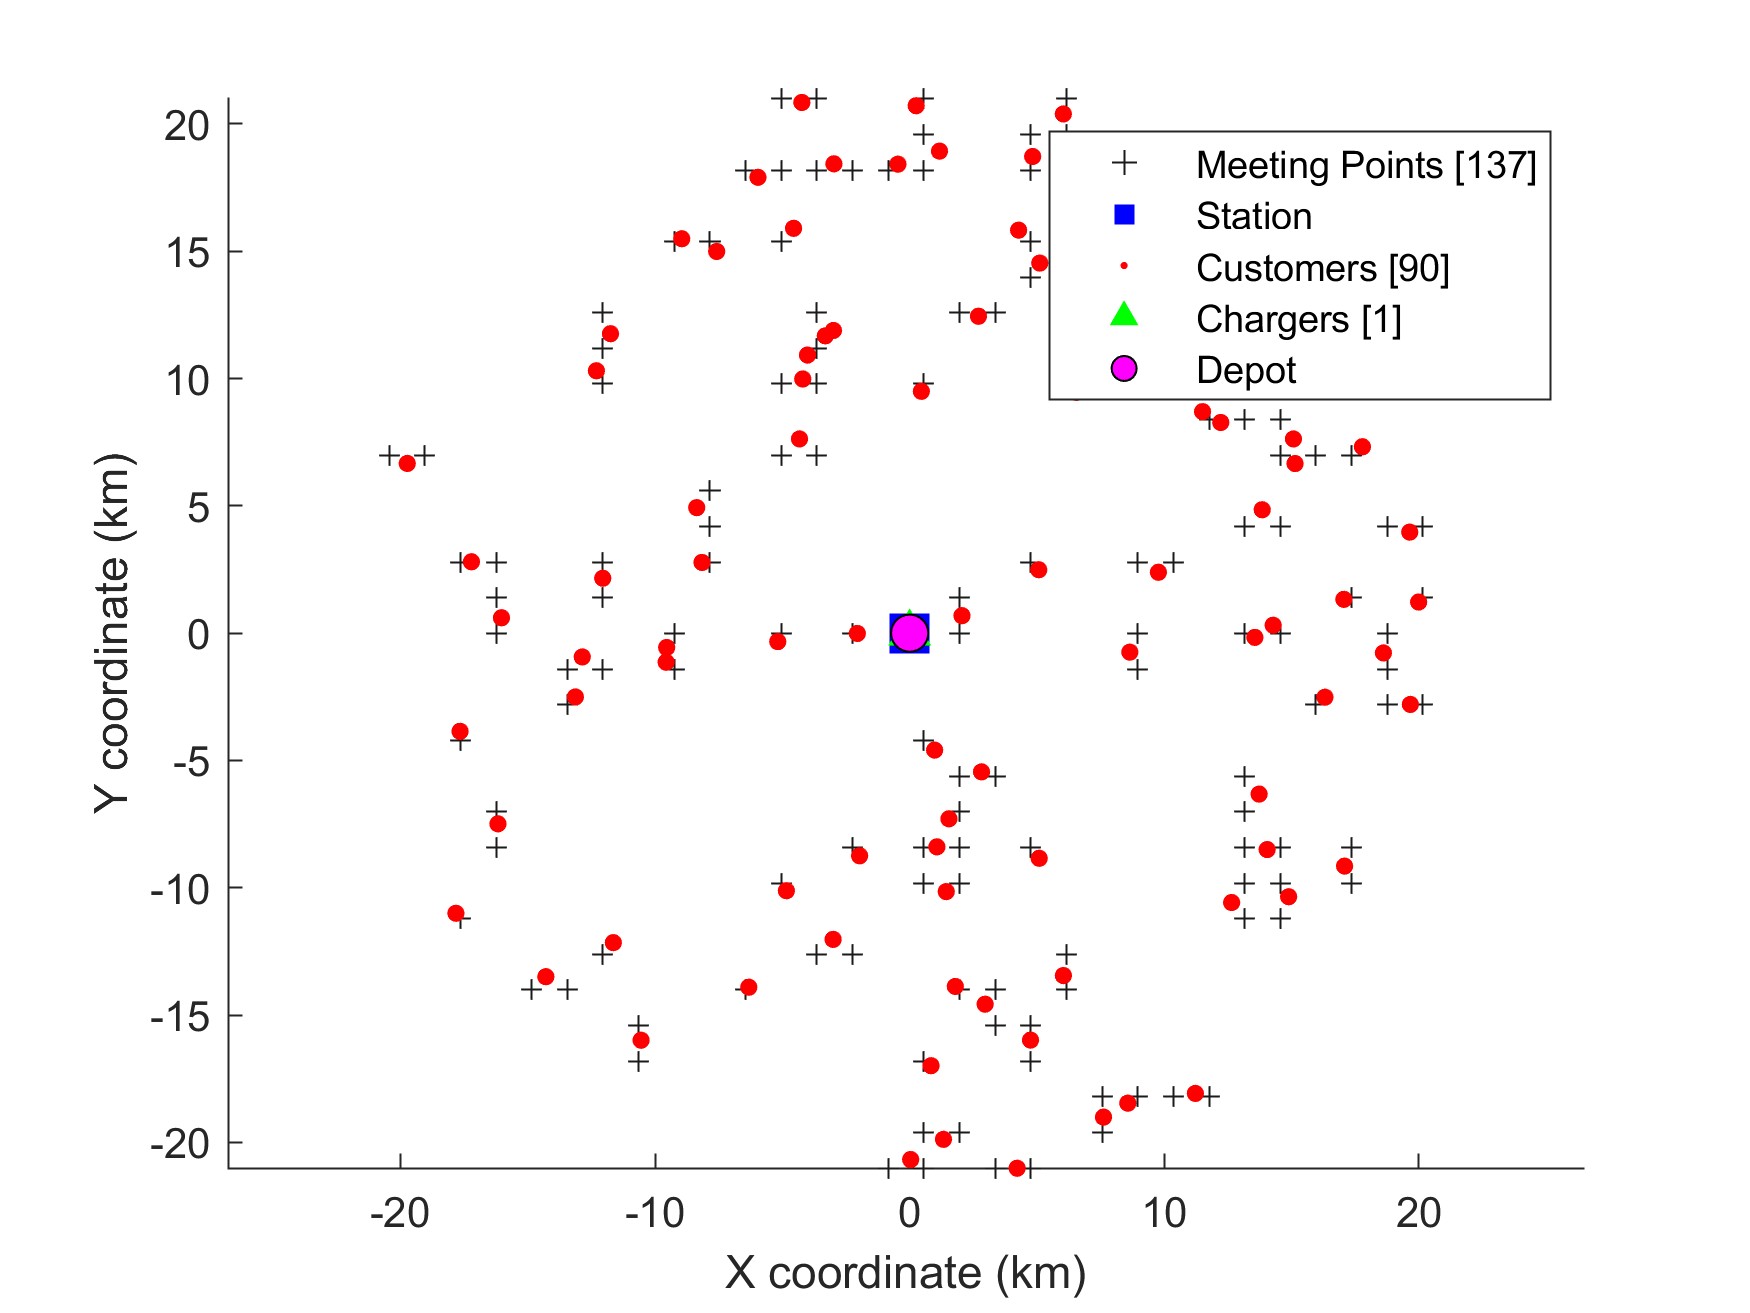 20
15
10
5
0
-5
-10
-15
-20
Y coordinate (km)
Meeting Points [137]
Station
Customers [90]
Chargers [1]
Depot
-20 -10 0 10 20
X coordinate (km)